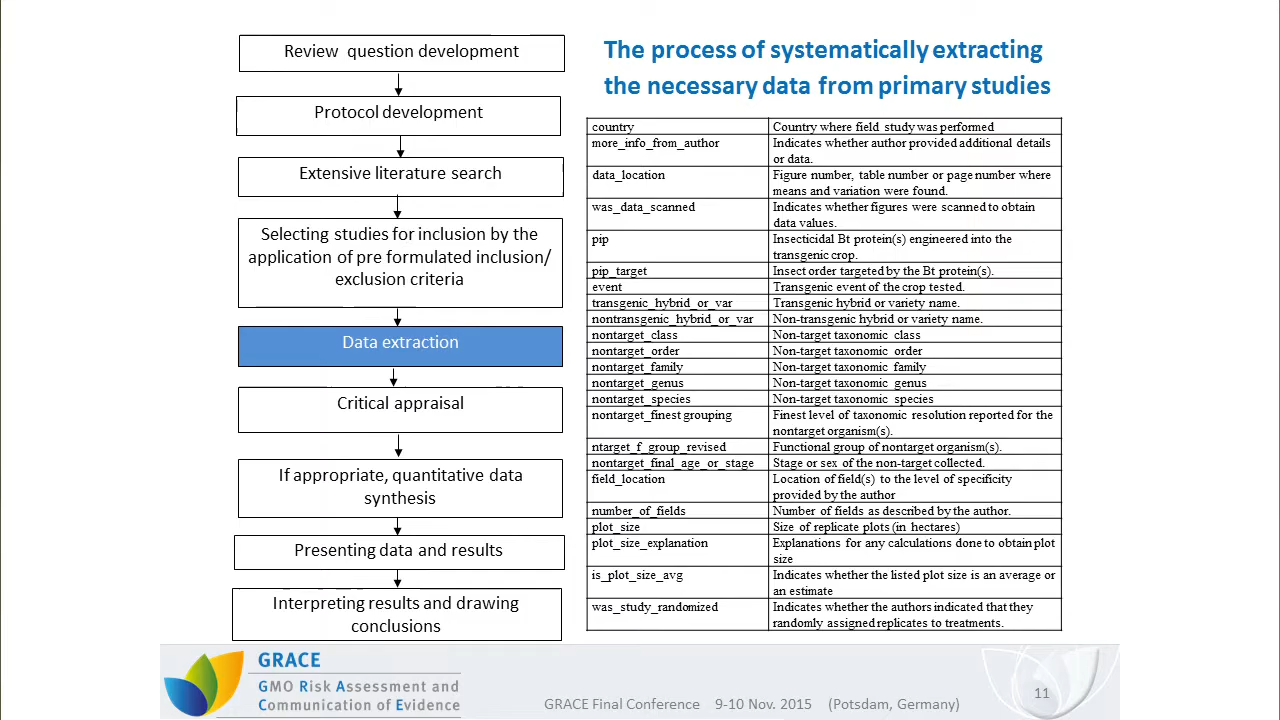 Review question development
Protocol development
Extensive literature search
Selecting studies for inclusion by the
application of pre formulated inclusion/
exclusion criteria
Data extraction
Critical appraisal
If appropriate, quantitative data
synthesis
Presenting data and results
Interpreting results and drawing
conclusions
The process of systematically extracting
the necessary data from primary studies
country Country where field study was performed
more_info_from_author Indicates whether author provided additional details
or data.
data_location Figure number, table number or page number where
means and variation were found.
was_data_scanned Indicates whether figures were scanned to obtain
data values.
pip Insecticidal Bt protein(s) engineered into the
transgenic crop.
pip_target Insect order targeted by the Bt protein(s).
event Transgenic event of the crop tested.
transgenic_hybrid_or_var Transgenic hybrid or variety name.
nontransgenic_hybrid_or_var Non-transgenic hybrid or variety name.
nontarget_class Non-target taxonomic class
nontarget_order Non-target taxonomic order
nontarget_family Non-target taxonomic family
nontarget_genus Non-target taxonomic genus
nontarget_species Non-target taxonomic species
nontarget_finest grouping Finest level of taxonomic resolution reported for the
nontarget organism(s).
ntarget_f_group_revised Functional group of nontarget organism(s).
nontarget_final_age_or_stage Stage or sex of the non-target collected.
field_location Location of field(s) to the level of specificity
provided by the author
number_of_fields Number of fields as described by the author.
plot_size Size of replicate plots (in hectares)
plot_size_explanation Explanations for any calculations done to obtain plot
size
is_plot_size_avg Indicates whether the listed plot size is an average or
an estimate
was_study_randomized Indicates whether the authors indicated that they
randomly assigned replicates to treatments.
GRACE
GMO Risk Assessment and
Communication of Evidence
GRACE Final Conference 9-10 Nov. 2015 (Potsdam, Germany)
11